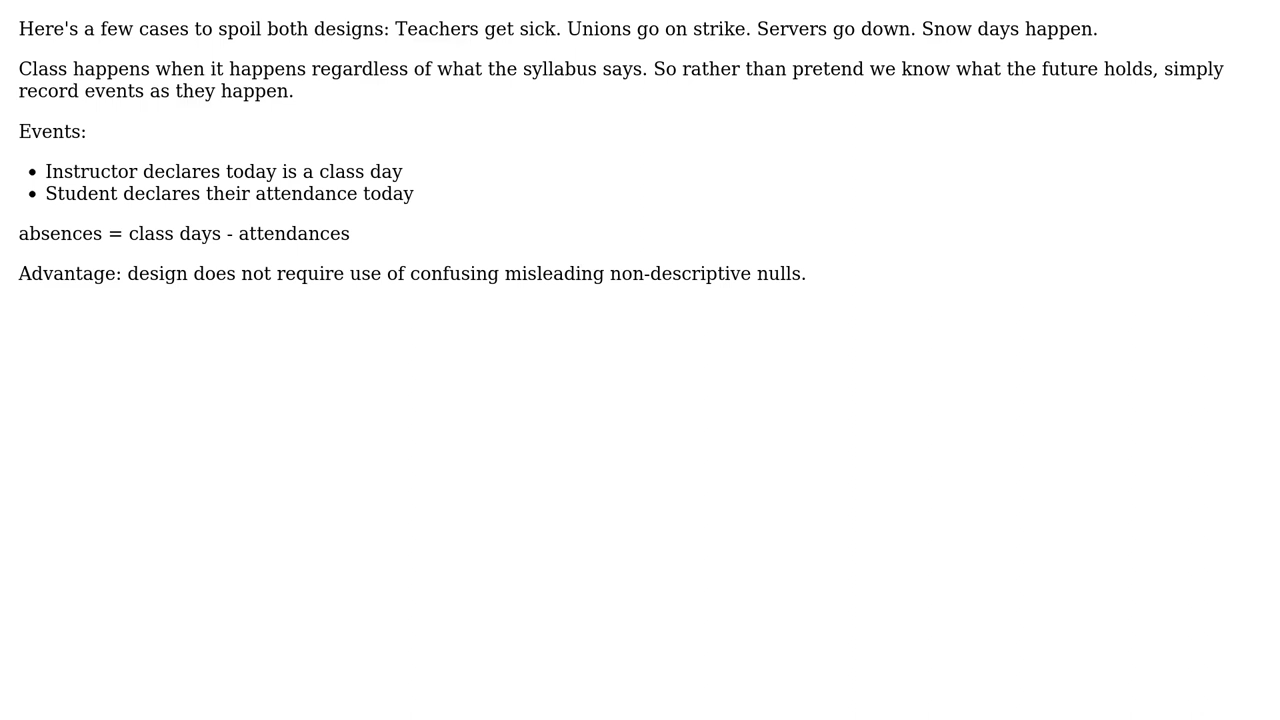 Here's a few cases to spoil both designs: Teachers get sick. Unions go on strike. Servers go down. Snow days happen.
Class happens when it happens regardless of what the syllabus says. So rather than pretend we know what the future holds, simply
record events as they happen.
Events:
• Instructor declares today is a class day
• Student declares their attendance today
absences = class days - attendances
Advantage: design does not require use of confusing misleading non-descriptive nulls.